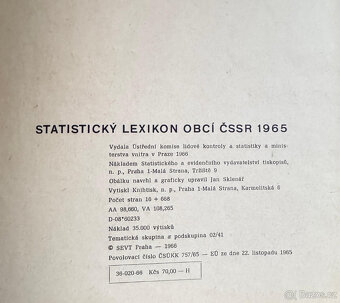 STATISTICKÝ LEXIKON OBCÍ ČSSR 1965
Vydala Ústřední komise lidové kontroly a statistiky a mini-
sterstva vnitra v Praze 1966
Nákladem Statistického a evidenčního vydavatelství tiskopisů,
n. p., Praha 1-Malá Strana, Tržiště 9
Obálku navrhl a graficky upravil Jan Sklenář
Vytiskl Knihtisk, n. p., Praha 1-Malá Strana, Karmelitská 6
Počet stran 16 + 668
AA 98,660, VA 108,265
D-08*60233
Náklad 35.000 výtisků
Tematická skupina a podskupina 02/41
© SEVT Praha — 1966
Povolovací číslo ČSÚKK 757/65 — EÚ ze dne 22. listopadu 1965
36-020-66 Kčs 70,00 — H